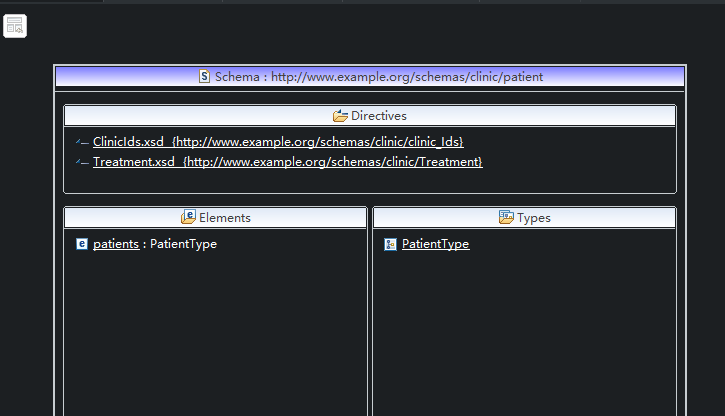 Schema : http://www.example.org/schemas/clinic/patient
Directives
ClinicIds.xsd {http://www.example.org/schemas/clinic/clinic_Ids}
Treatment.xsd {http://www.example.org/schemas/clinic/Treatment}
Elements
patients : PatientType
Types
PatientType